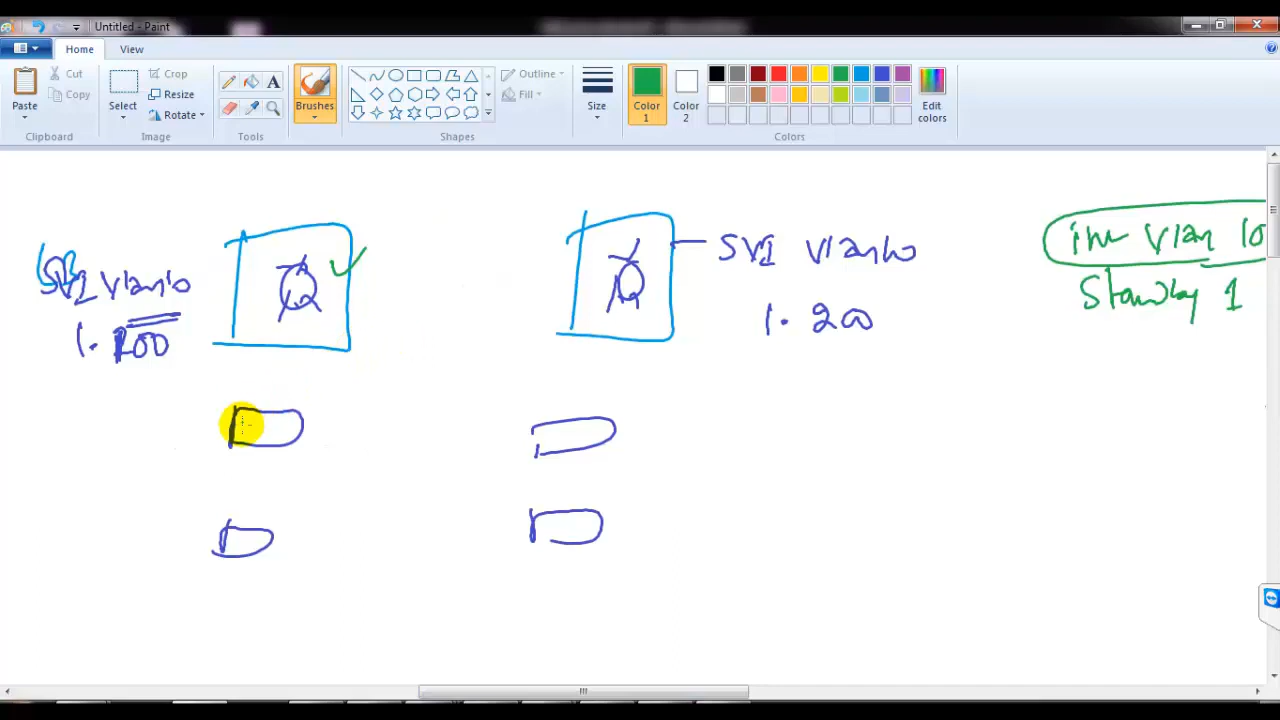 Untitled - Paint
Home
View
Paste
Cut
Copy
Clipboard
Select
Crop
Resize
Rotate
Image
Tools
Brushes
Shapes
Outline
Fill
Size
Color 1
Color 2
Edit colors
Colors
SVI Vlan10
1.100
SVI Vlan10
1.200
int Vlan 10
Standby 1